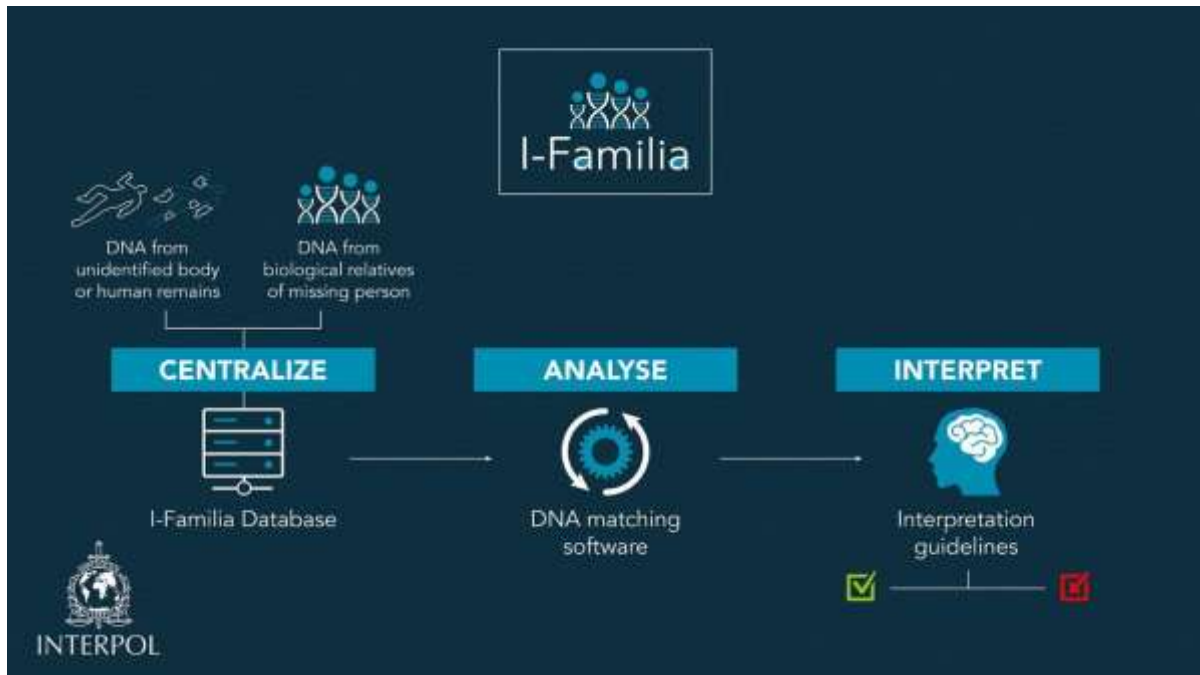 I-Familia
DNA from
unidentified body
or human remains
DNA from
biological relatives
of missing person
CENTRALIZE
ANALYSE
INTERPRET
I-Familia Database
DNA matching
software
Interpretation
guidelines
INTERPOL